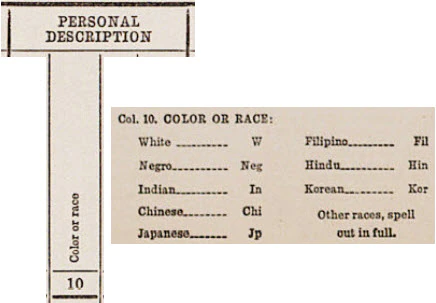 PERSONAL
DESCRIPTION
Color or race
10
Col. 10. COLOR OR RACE:
White ---------- W
Negro---------- Neg
Indian---------- In
Chinese-------- Chi
Japanese------- Jp
Filipino-------- Fil
Hindu--------- Hin
Korean-------- Kor
Other races, spell
out in full.